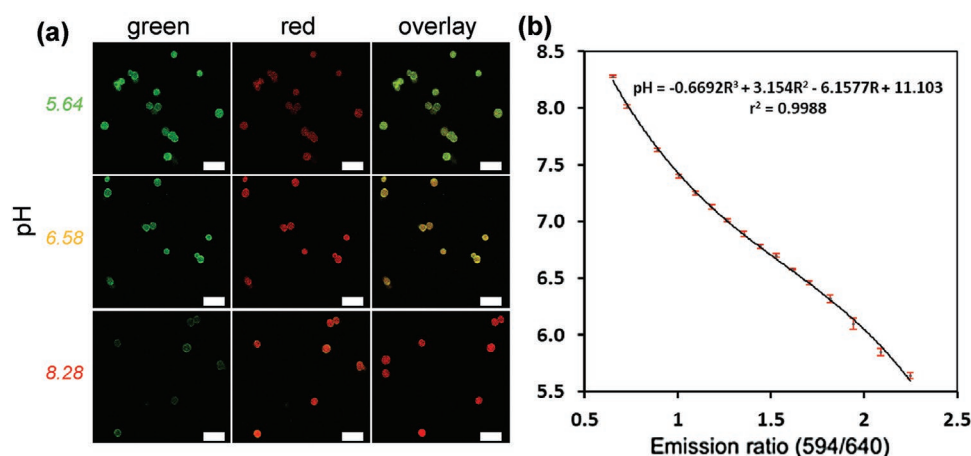 (a)
green red overlay
pH
5.64
6.58
8.28
(b)
8.5
8.0
7.5
7.0
6.5
6.0
5.5
pH = -0.6692R³ + 3.154R² - 6.1577R + 11.103
r² = 0.9988
0.5 1 1.5 2 2.5
Emission ratio (594/640)